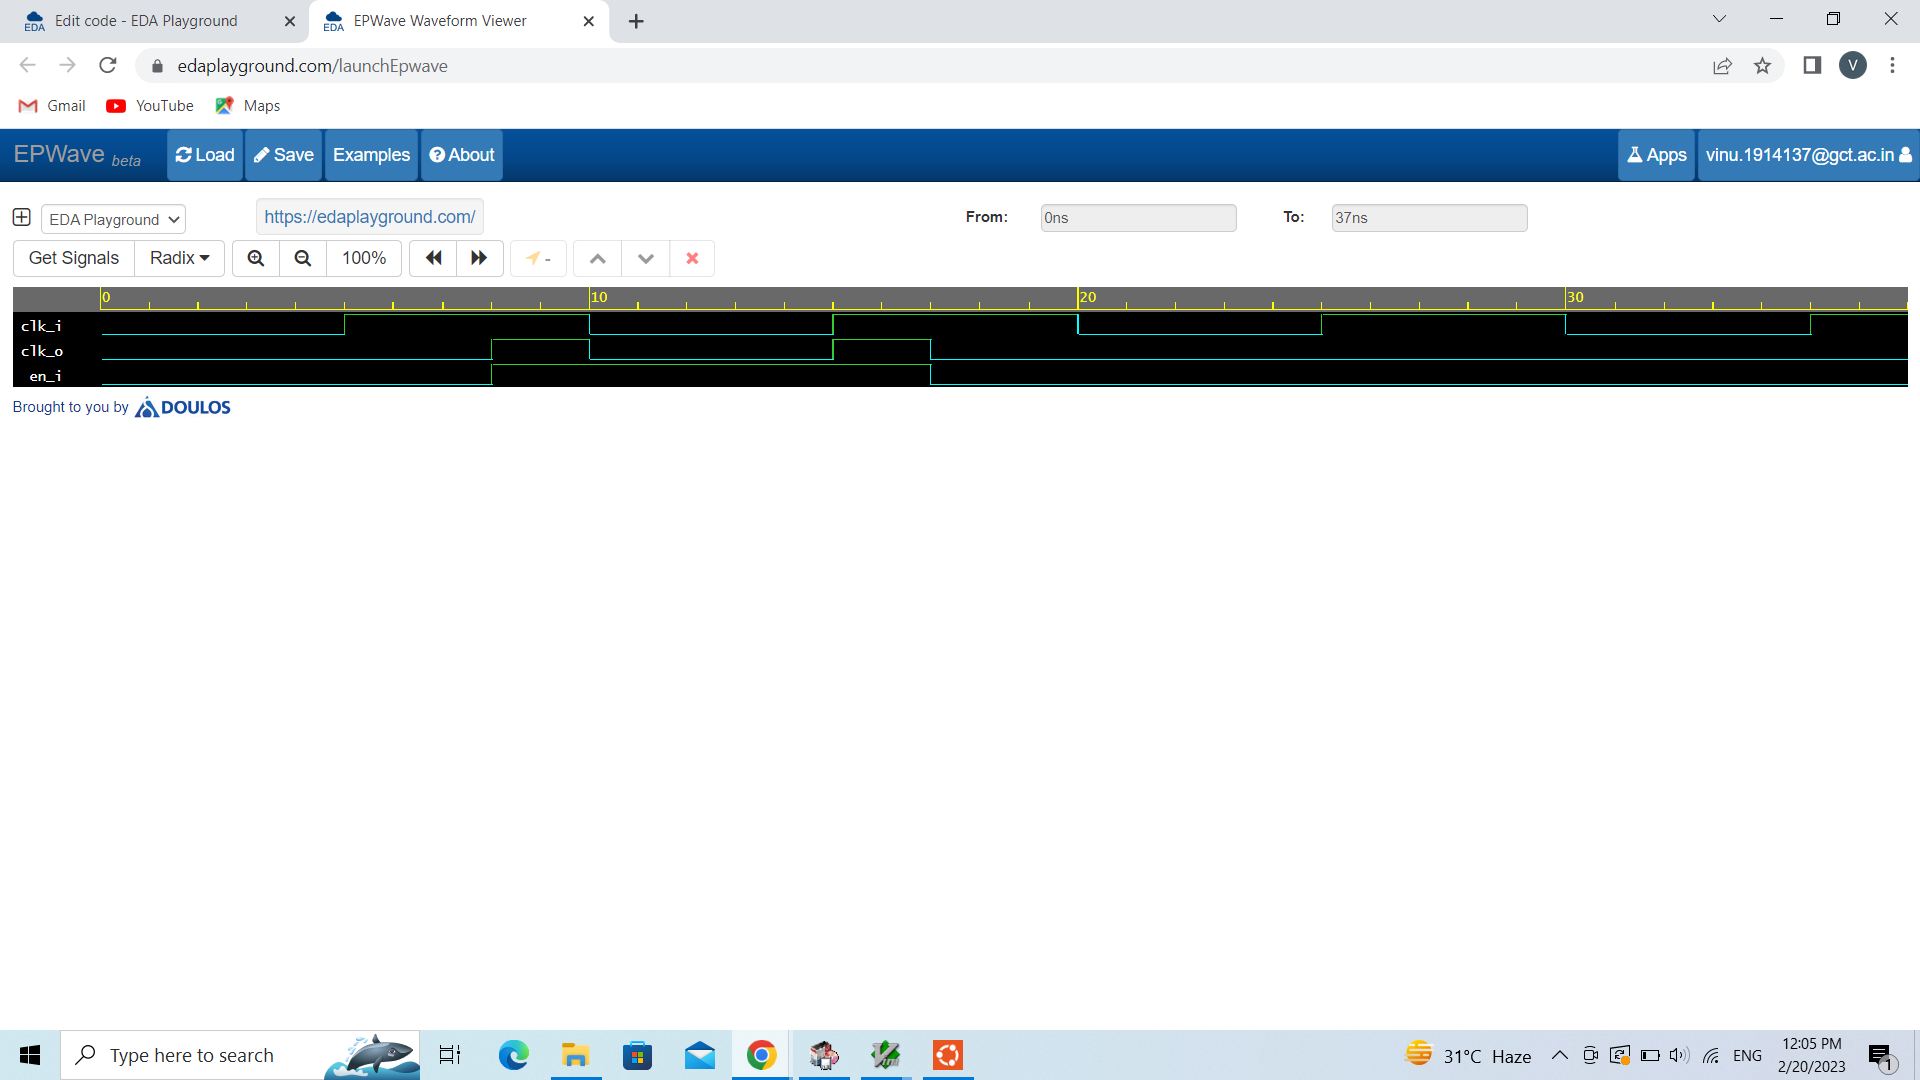 Edit code - EDA Playground
EPWave Waveform Viewer
edaplayground.com/launchEpwave
V
Gmail YouTube Maps
EPWave beta Load Save Examples About Apps vinu.1914137@gct.ac.in
EDA Playground https://edaplayground.com/ From: 0ns To: 37ns
Get Signals Radix 100% -
0 10 20 30
clk_i
clk_o
en_i
Brought to you by DOULOS
Type here to search
31°C Haze
ENG
12:05 PM
2/20/2023
1